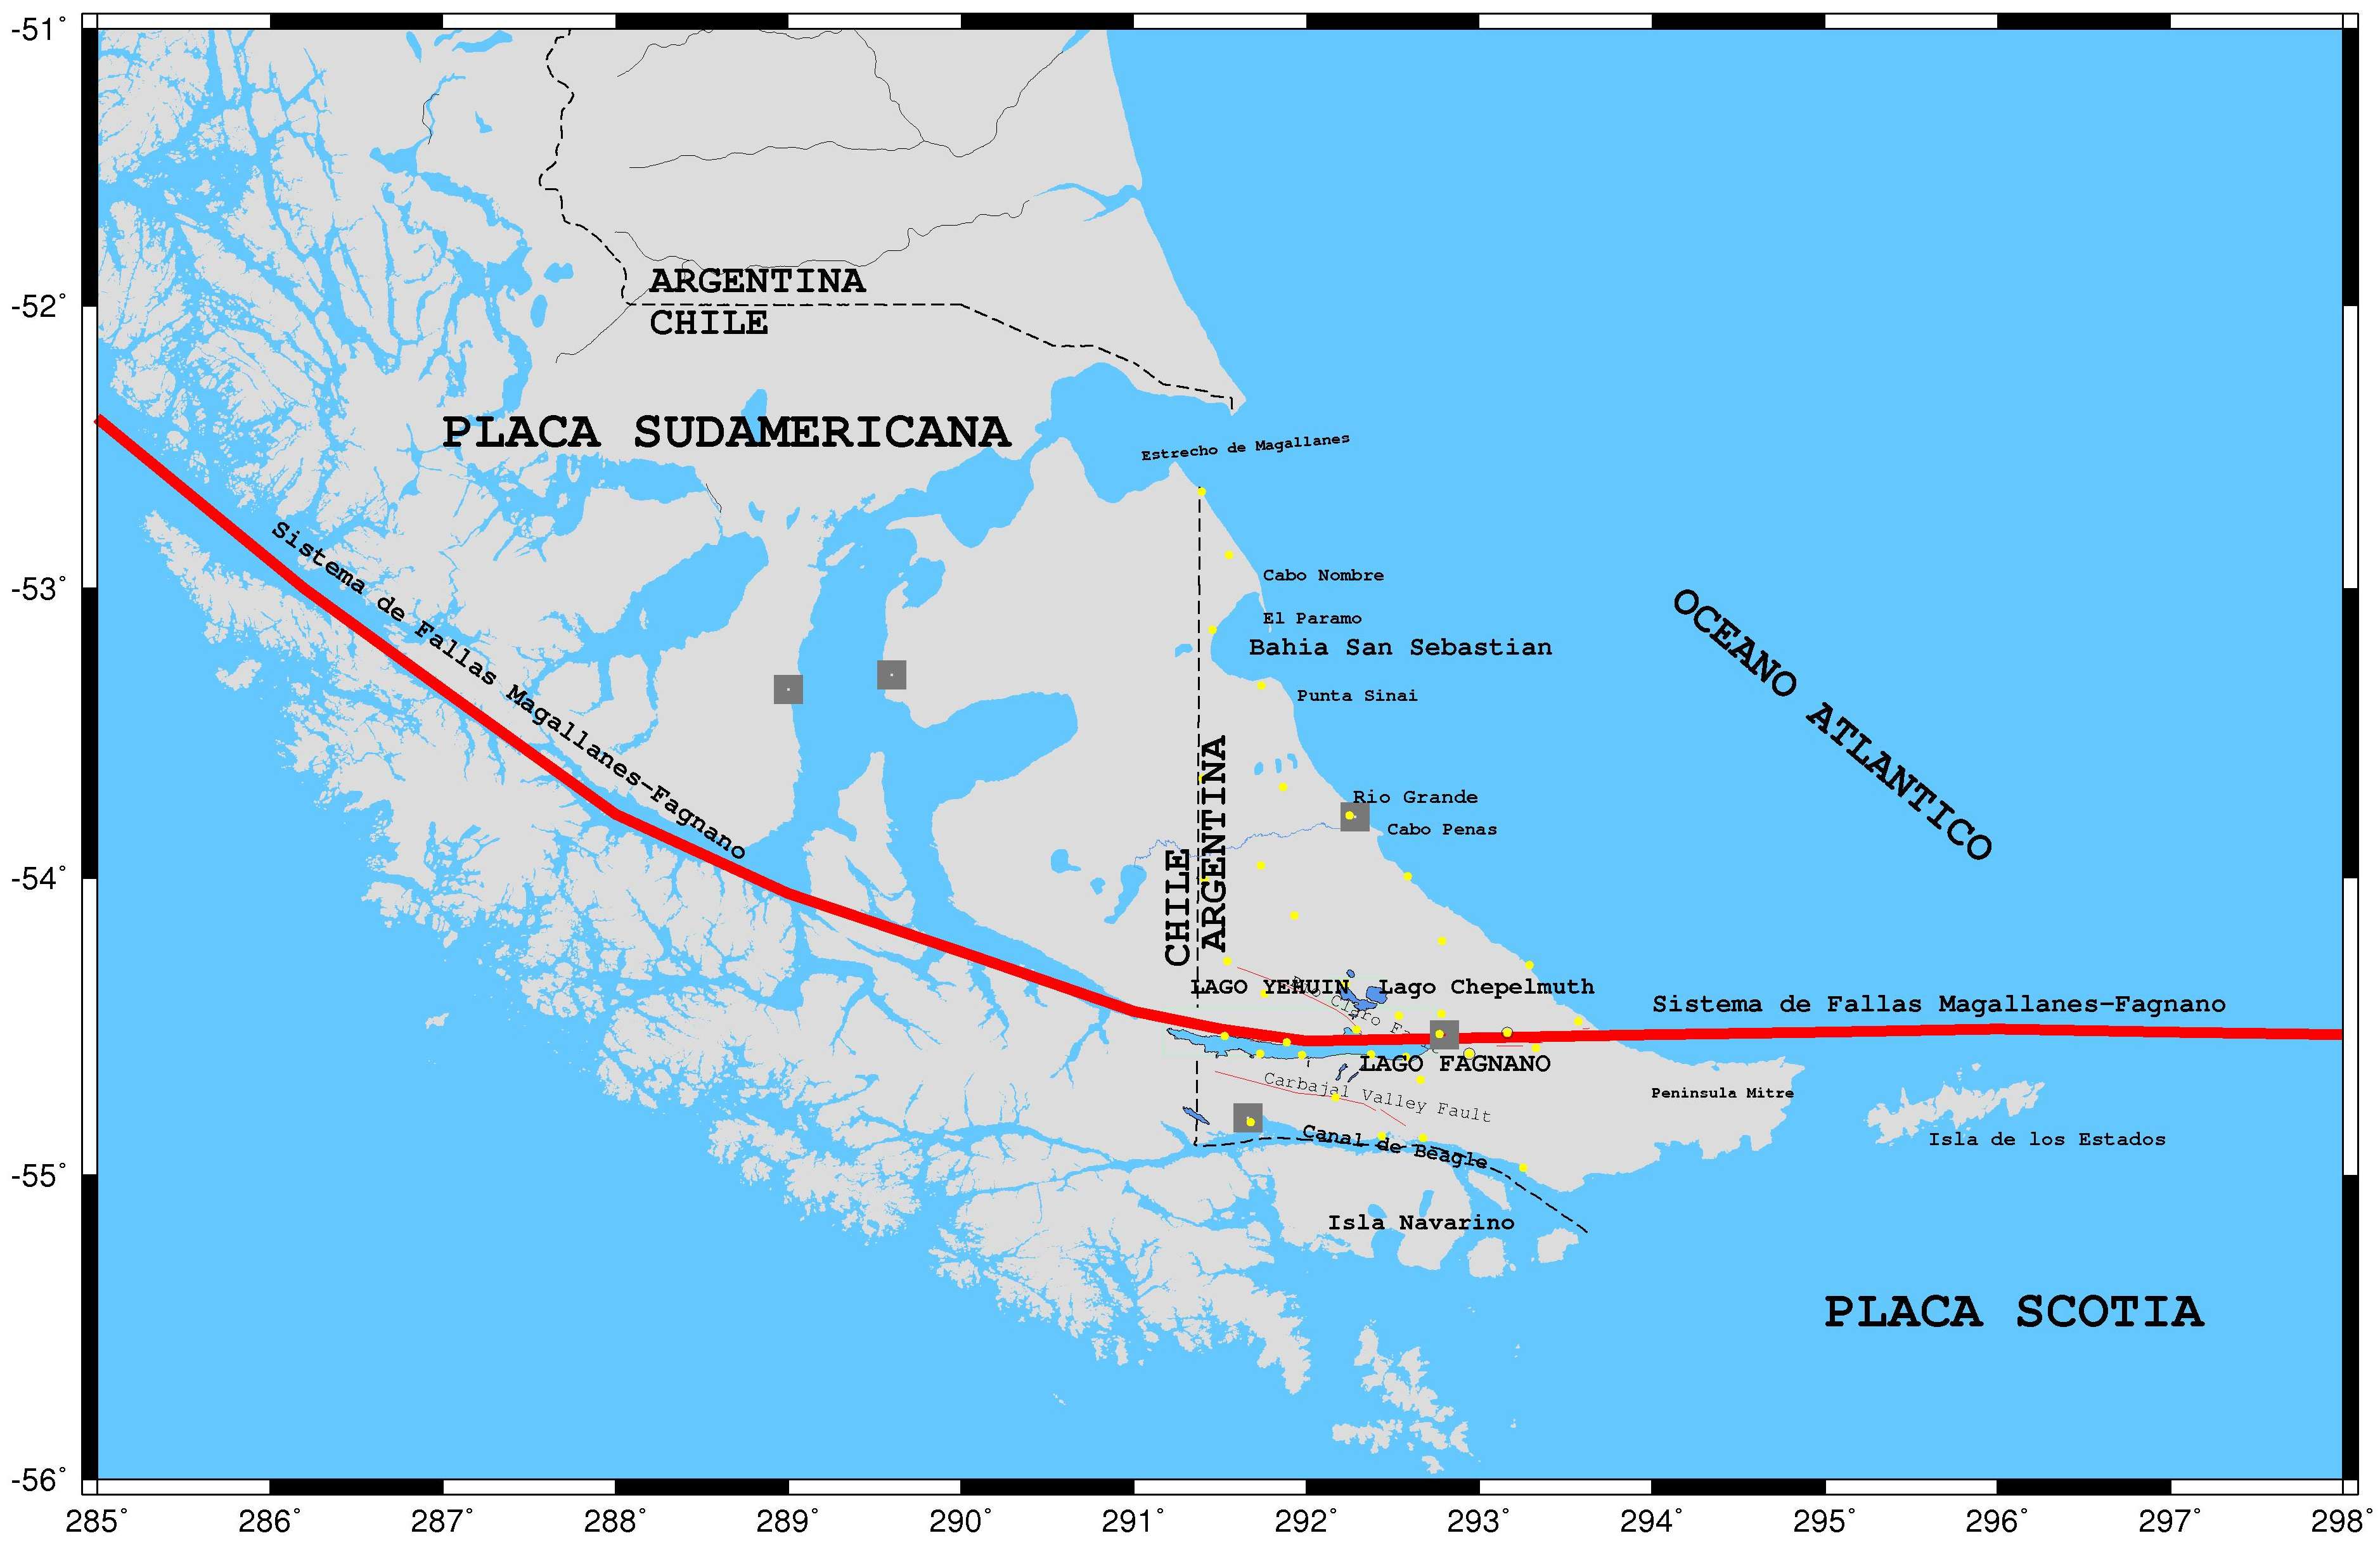 -51°
-52°
-53°
-54°
-55°
-56°
ARGENTINA
CHILE
PLACA SUDAMERICANA
Estrecho de Magallanes
Sistema de Fallas Magallanes-Fagnano
Cabo Nombre
El Paramo
Bahia San Sebastian
Punta Sinai
OCEANO ATLANTICO
Rio Grande
Cabo Penas
CHILE
ARGENTINA
LAGO YEHUIN
Lago Chepelmuth
Claro
Sistema de Fallas Magallanes-Fagnano
LAGO FAGNANO
Carbajal Valley Fault
Peninsula Mitre
Canal de Beagle
Isla de los Estados
Isla Navarino
PLACA SCOTIA
285° 286° 287° 288° 289° 290° 291° 292° 293° 294° 295° 296° 297° 298°